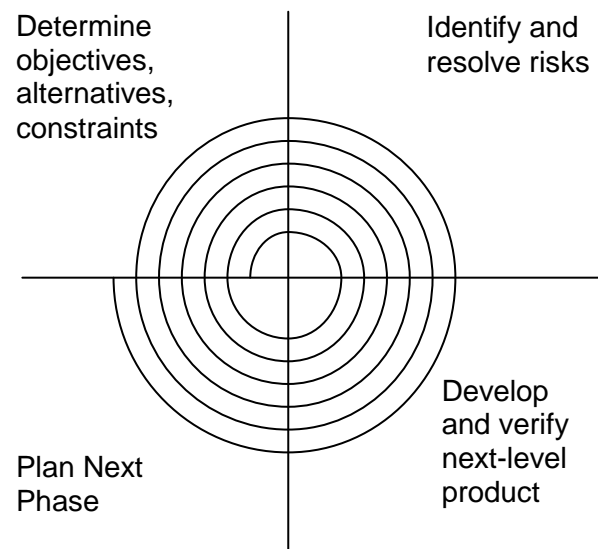 Determine
objectives,
alternatives,
constraints
Identify and
resolve risks
Plan Next
Phase
Develop
and verify
next-level
product